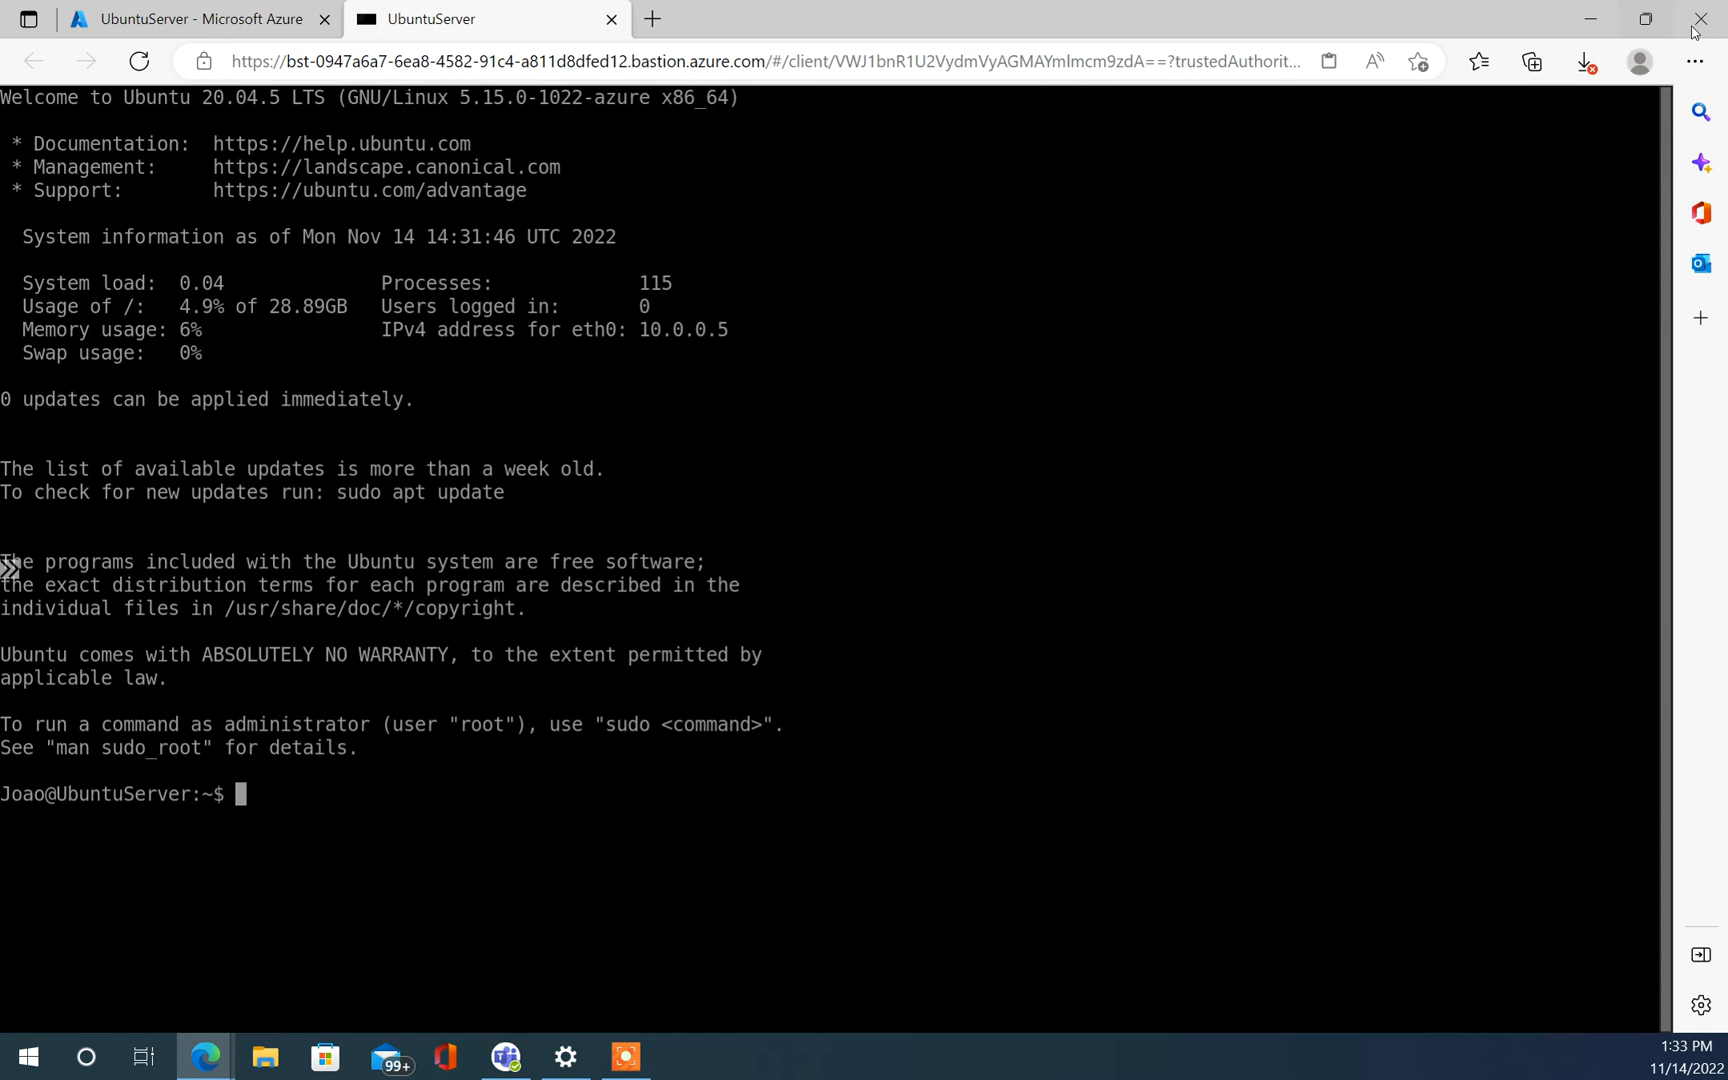 UbuntuServer - Microsoft Azure
UbuntuServer
https://bst-0947a6a7-6ea8-4582-91c4-a811d8dfed12.bastion.azure.com/#/client/VWJ1bnR1U2VydmVyAGMAYmlmcm9zdA==?trustedAuthorit...
Welcome to Ubuntu 20.04.5 LTS (GNU/Linux 5.15.0-1022-azure x86_64)
* Documentation: https://help.ubuntu.com
* Management: https://landscape.canonical.com
* Support: https://ubuntu.com/advantage
System information as of Mon Nov 14 14:31:46 UTC 2022
System load: 0.04 Processes: 115
Usage of /: 4.9% of 28.89GB Users logged in: 0
Memory usage: 6% IPv4 address for eth0: 10.0.0.5
Swap usage: 0%
0 updates can be applied immediately.
The list of available updates is more than a week old.
To check for new updates run: sudo apt update
The programs included with the Ubuntu system are free software;
the exact distribution terms for each program are described in the
individual files in /usr/share/doc/*/copyright.
Ubuntu comes with ABSOLUTELY NO WARRANTY, to the extent permitted by
applicable law.
To run a command as administrator (user "root"), use "sudo <command>".
See "man sudo_root" for details.
Joao@UbuntuServer:~$
99+
1:33 PM
11/14/2022